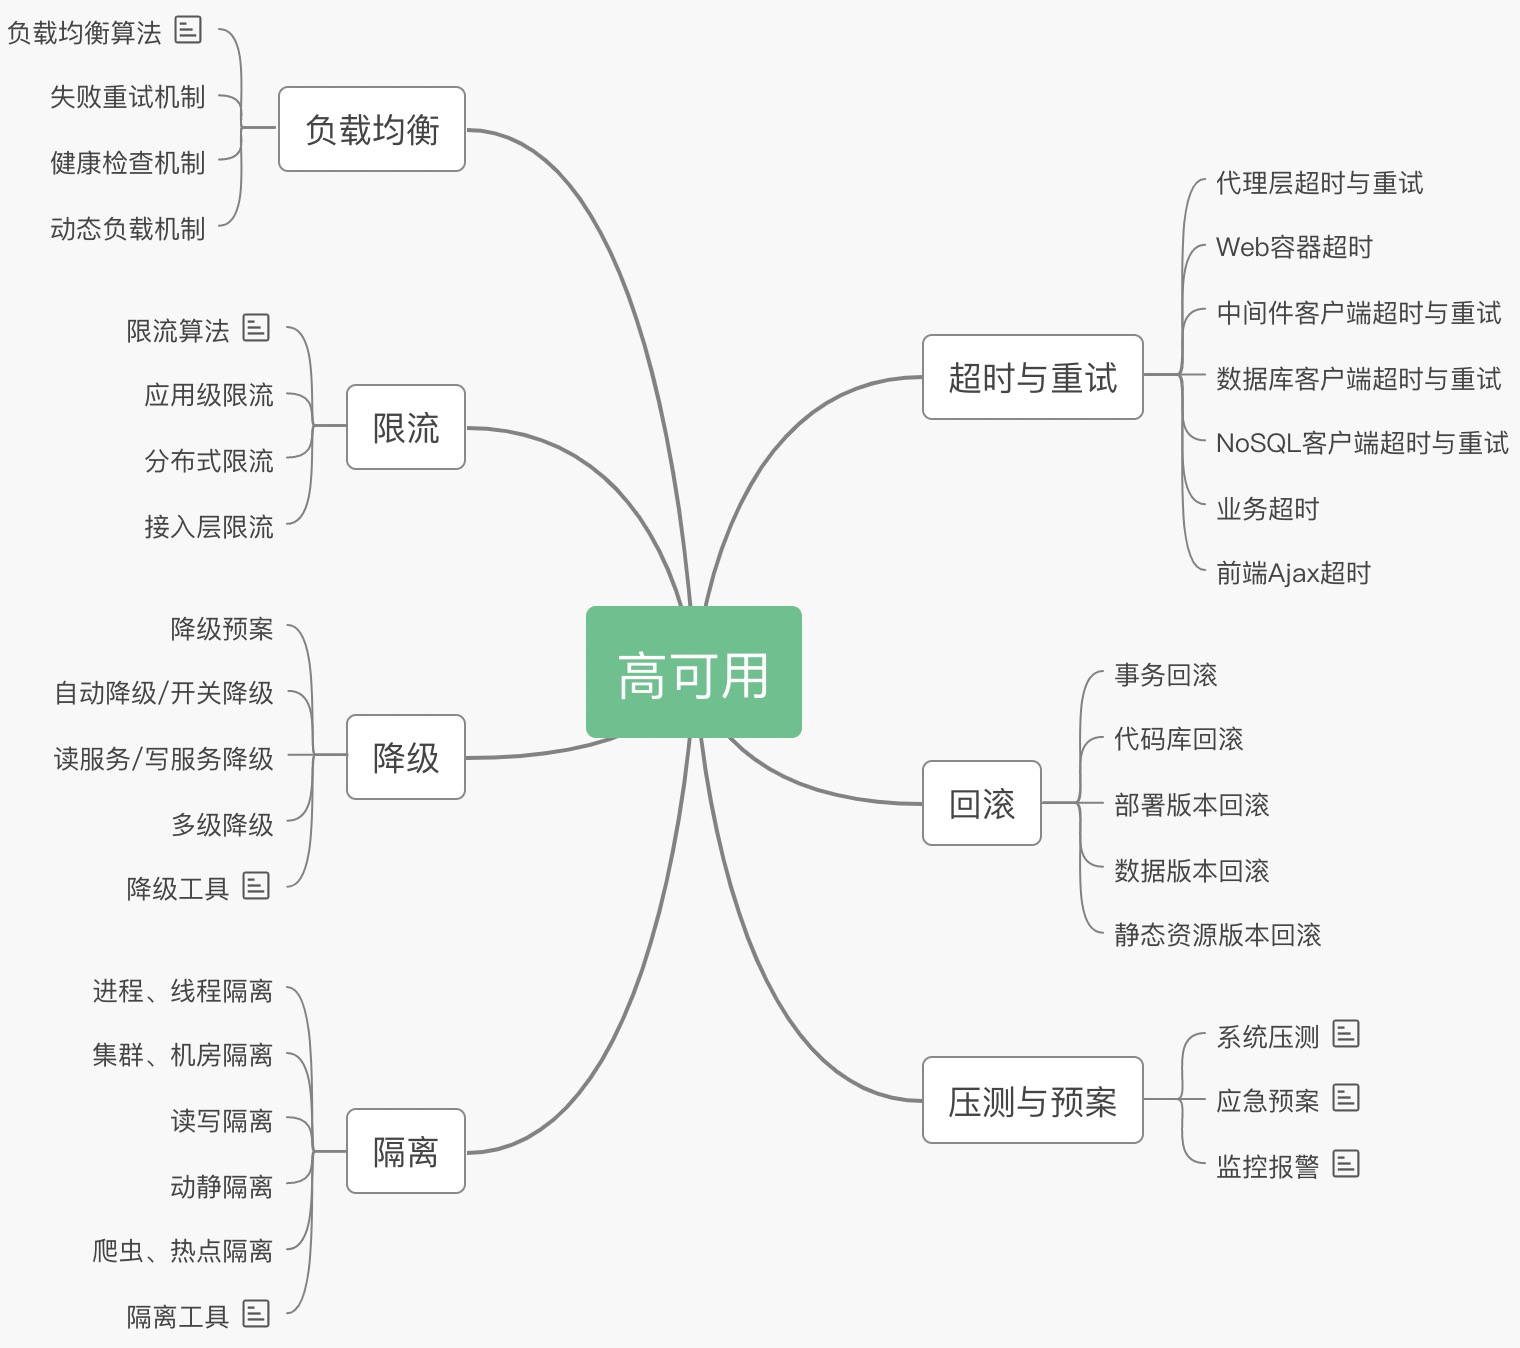 高可用
负载均衡
负载均衡算法
失败重试机制
健康检查机制
动态负载机制
限流
限流算法
应用级限流
分布式限流
接入层限流
降级
降级预案
自动降级/开关降级
读服务/写服务降级
多级降级
降级工具
隔离
进程、线程隔离
集群、机房隔离
读写隔离
动静隔离
爬虫、热点隔离
隔离工具
超时与重试
代理层超时与重试
Web容器超时
中间件客户端超时与重试
数据库客户端超时与重试
NoSQL客户端超时与重试
业务超时
前端Ajax超时
回滚
事务回滚
代码库回滚
部署版本回滚
数据版本回滚
静态资源版本回滚
压测与预案
系统压测
应急预案
监控报警